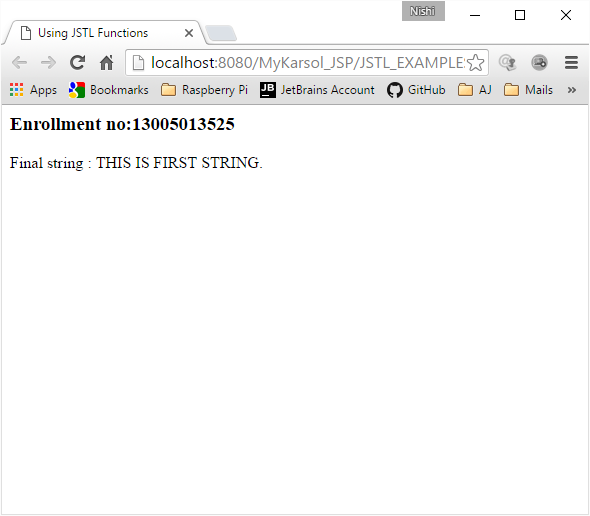 Nishi
Using JSTL Functions
localhost:8080/MyKarsol_JSP/JSTL_EXAMPLES
Apps Bookmarks Raspberry Pi JB JetBrains Account GitHub AJ Mails »
Enrollment no:13005013525
Final string : THIS IS FIRST STRING.